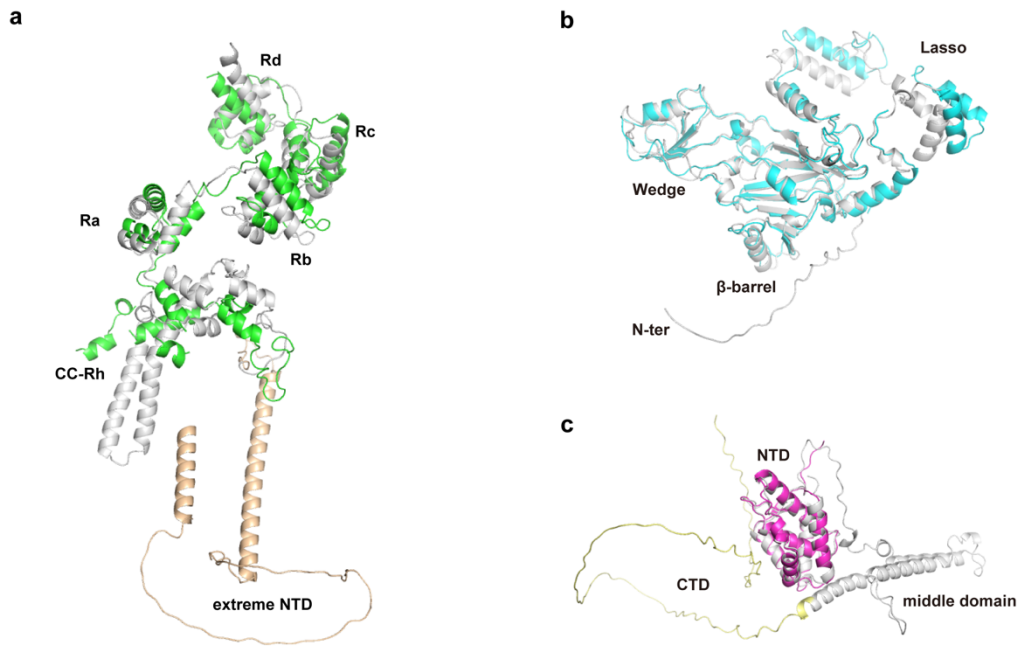 a
Rd
Rc
Ra
Rb
CC-Rh
extreme NTD
b
Lasso
Wedge
β-barrel
N-ter
c
NTD
CTD
middle domain